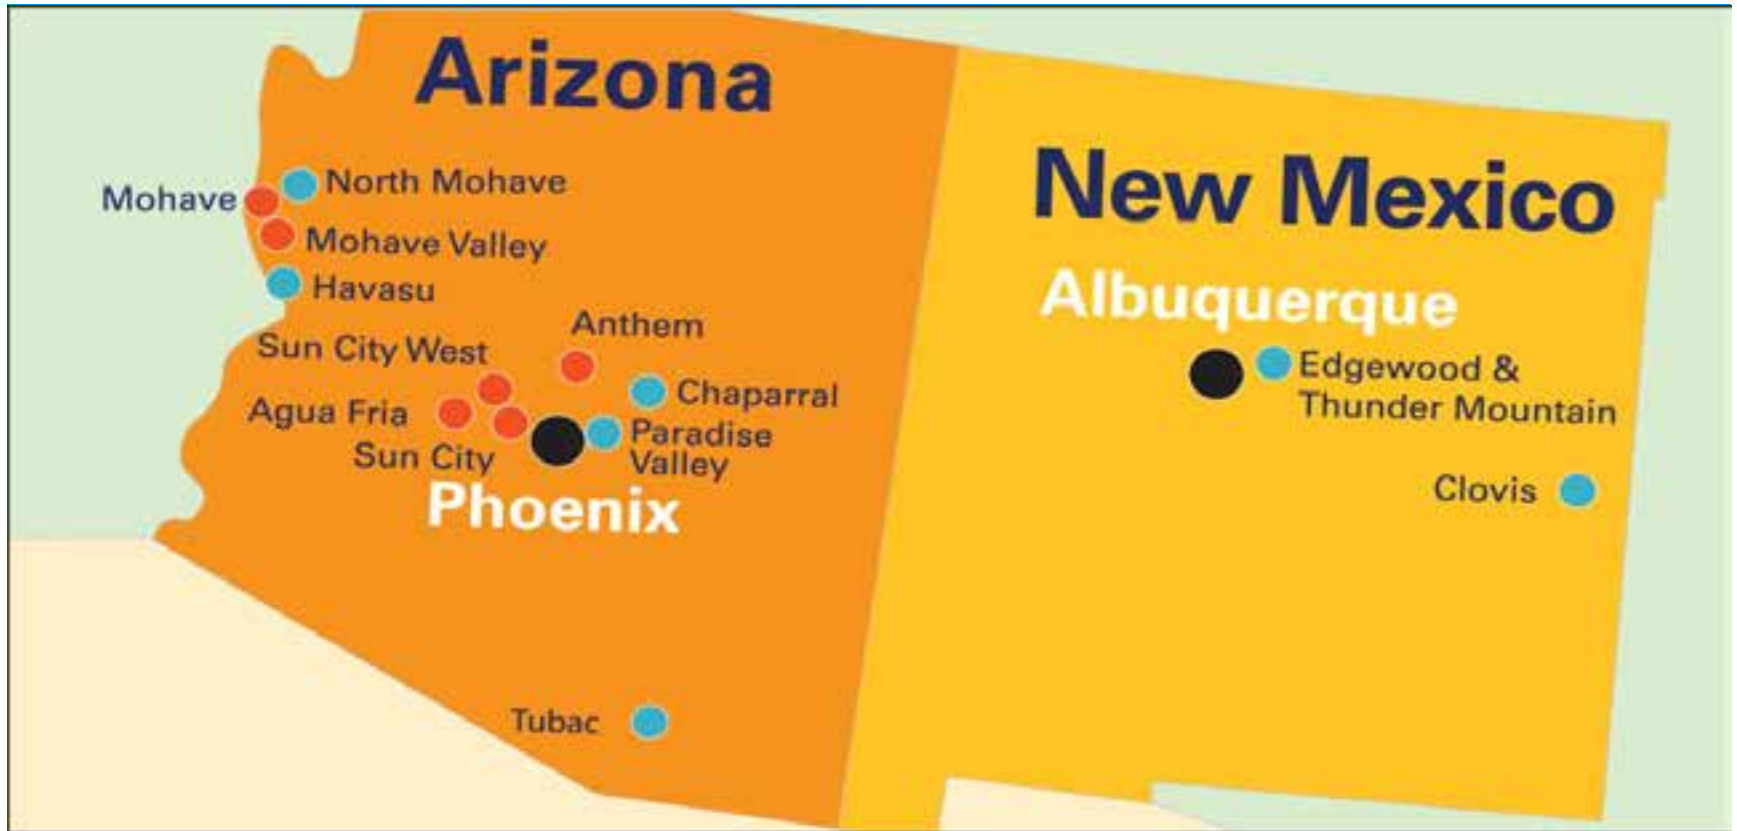 Arizona
New Mexico
North Mohave
Mohave
Mohave Valley
Havasu
Albuquerque
Anthem
Sun City West
Edgewood &
Thunder Mountain
Chaparral
Agua Fria
Paradise
Valley
Sun City
Clovis
Phoenix
Tubac